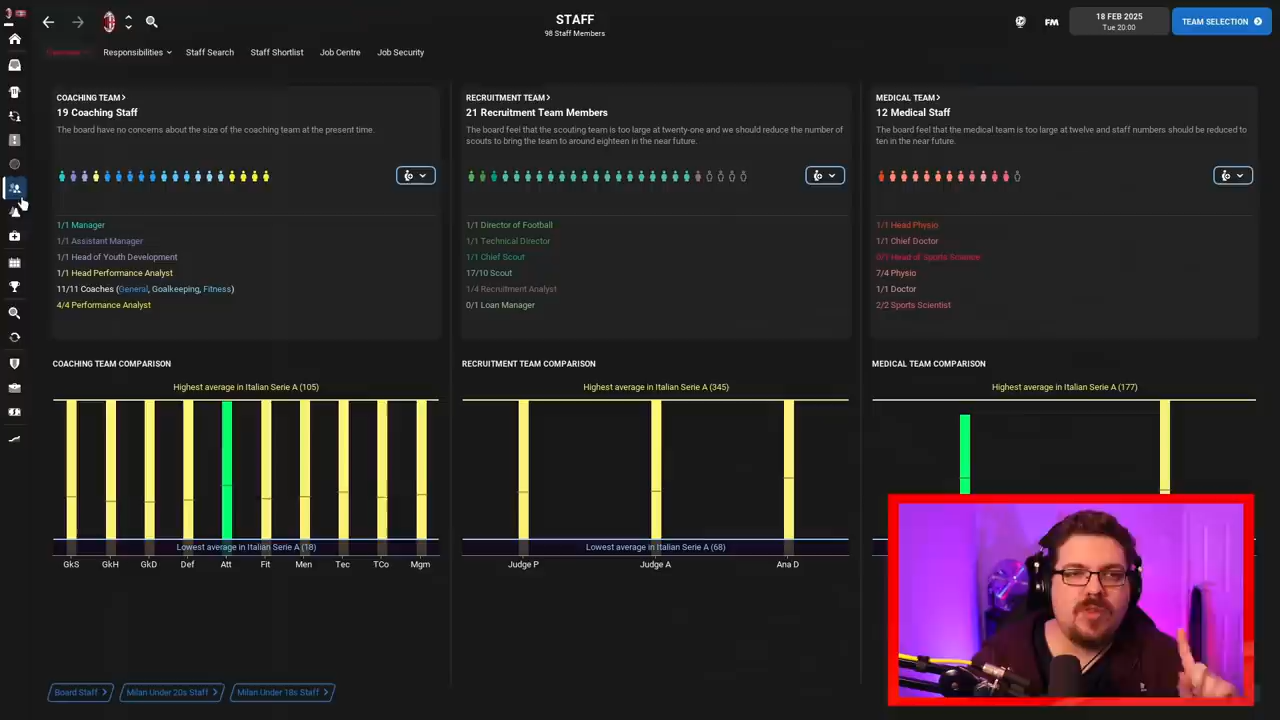 STAFF
98 Staff Members
FM
18 FEB 2025
Tue 20:00
TEAM SELECTION
Responsibilities
Staff Search
Staff Shortlist
Job Centre
Job Security
COACHING TEAM
19 Coaching Staff
The board have no concerns about the size of the coaching team at the present time.
1/1 Manager
1/1 Assistant Manager
1/1 Head of Youth Development
1/1 Head Performance Analyst
11/11 Coaches (General, Goalkeeping, Fitness)
4/4 Performance Analyst
RECRUITMENT TEAM
21 Recruitment Team Members
The board feel that the scouting team is too large at twenty-one and we should reduce the number of
scouts to bring the team to around eighteen in the near future.
1/1 Director of Football
1/1 Technical Director
1/1 Chief Scout
17/10 Scout
1/4 Recruitment Analyst
0/1 Loan Manager
MEDICAL TEAM
12 Medical Staff
The board feel that the medical team is too large at twelve and staff numbers should be reduced to
ten in the near future.
1/1 Head Physio
1/1 Chief Doctor
0/1 Head of Sports Science
7/4 Physio
1/1 Doctor
2/2 Sports Scientist
COACHING TEAM COMPARISON
Highest average in Italian Serie A (105)
Lowest average in Italian Serie A (18)
GkS
GkH
GkD
Def
Att
Fit
Men
Tec
TCo
Mgm
RECRUITMENT TEAM COMPARISON
Highest average in Italian Serie A (345)
Lowest average in Italian Serie A (68)
Judge P
Judge A
Ana D
MEDICAL TEAM COMPARISON
Highest average in Italian Serie A (177)
Board Staff
Milan Under 20s Staff
Milan Under 18s Staff